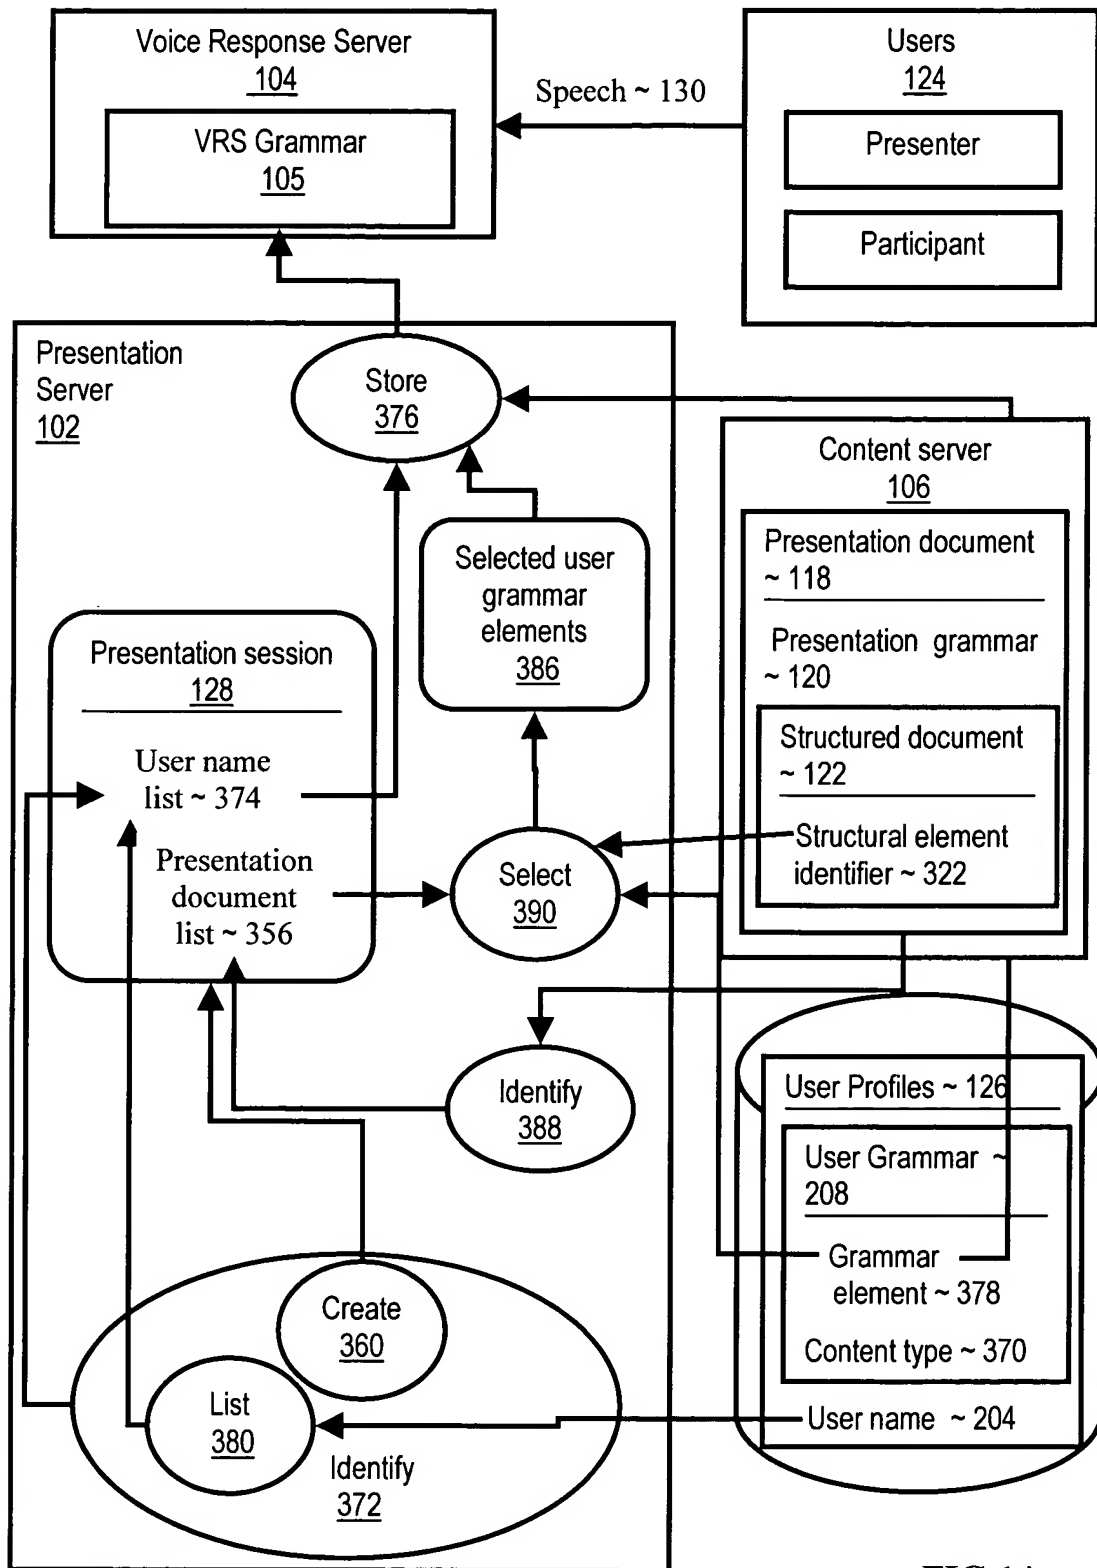 Voice Response Server
104
VRS Grammar
105
Speech ~ 130
Users
124
Presenter
Participant
Presentation
Server
102
Store
376
Content server
106
Presentation document
~ 118
Presentation grammar
~ 120
Structured document
~ 122
Structural element
identifier ~ 322
Selected user
grammar
elements
386
Presentation session
128
User name
list ~ 374
Presentation
document
list ~ 356
Select
390
Identify
388
User Profiles ~ 126
User Grammar ~
208
Grammar
element ~ 378
Content type ~ 370
User name ~ 204
Create
360
List
380
Identify
372